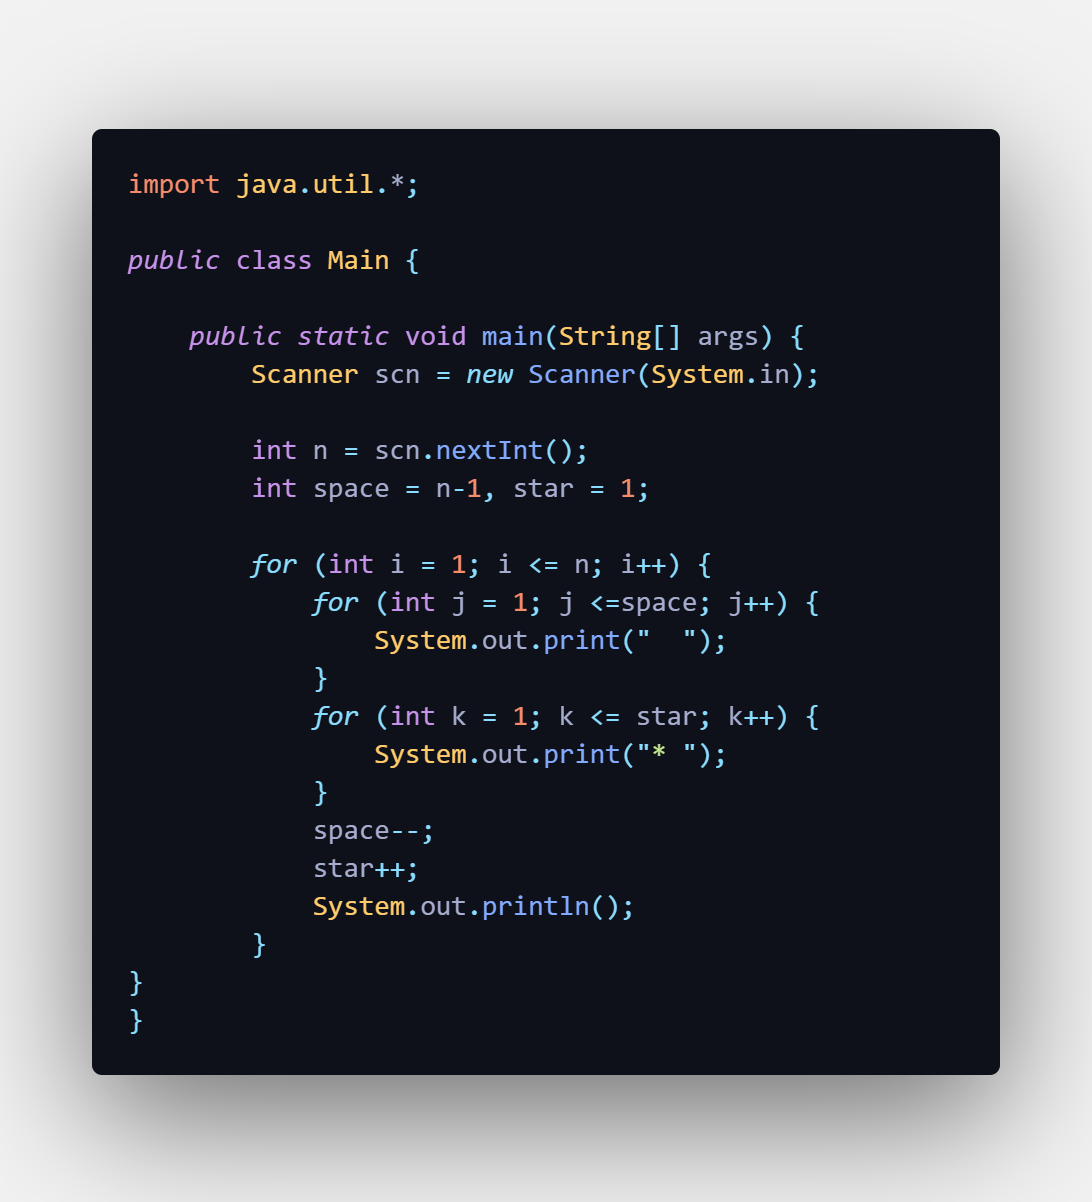 import java.util.*;

public class Main {

    public static void main(String[] args) {
        Scanner scn = new Scanner(System.in);

        int n = scn.nextInt();
        int space = n-1, star = 1;

        for (int i = 1; i <= n; i++) {
            for (int j = 1; j <=space; j++) {
                System.out.print("  ");
            }
            for (int k = 1; k <= star; k++) {
                System.out.print("* ");
            }
            space--;
            star++;
            System.out.println();
        }
}
}